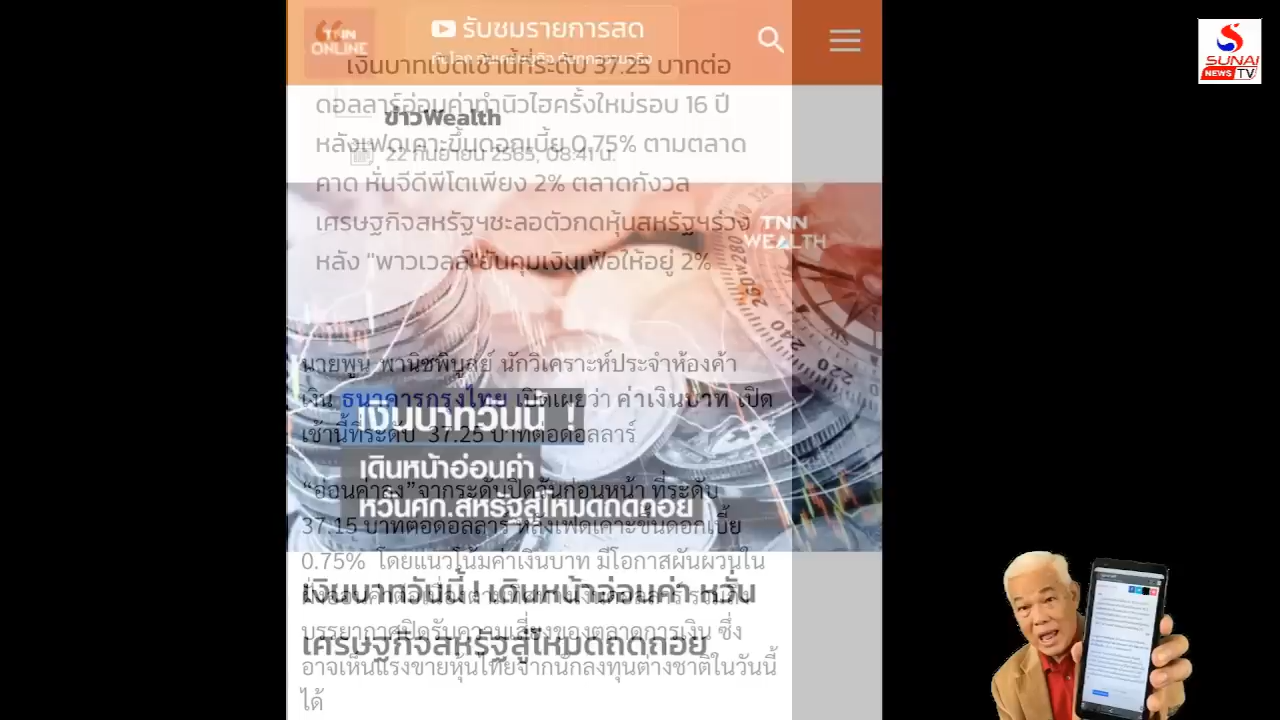 TNN
ONLINE
รับชมรายการสด
SUNAI
NEWS TV
เงินบาทเปิดเช้านี้ที่ระดับ 37.25 บาทต่อ
ดอลลาร์อ่อนค่าทำนิวไฮครั้งใหม่รอบ 16 ปี
ข่าวWealth
หลังเฟดเคาะขึ้นดอกเบี้ย 0.75% ตามตลาด
22 กันยายน 2565, 08:41 น.
คาด หั่นจีดีพีโตเพียง 2% ตลาดกังวล
เศรษฐกิจสหรัฐฯชะลอตัวกดหุ้นสหรัฐฯร่วง
TNN
WEALTH
หลัง "พาวเวลล์"ยันคุมเงินเฟ้อให้อยู่ 2%
นายพูน พานิชพิบูลย์ นักวิเคราะห์ประจำห้องค้า
เงิน ธนาคารกรุงไทย เปิดเผยว่า ค่าเงินบาท เปิด
เงินบาทวันนี้ !
เช้านี้ที่ระดับ 37.25 บาทต่อดอลลาร์
เดินหน้าอ่อนค่า
“อ่อนค่าลง”จากระดับปิดวันก่อนหน้า ที่ระดับ
หวั่นศก.สหรัฐสู่โหมดถดถอย
37.15 บาทต่อดอลลาร์ หลังเฟดเคาะขึ้นดอกเบี้ย
0.75% โดยแนวโน้มค่าเงินบาท มีโอกาสผันผวนใน
เงินบาทวันนี้ ! เดินหน้าอ่อนค่า หวั่น
บรรยากาศปิดรับความเสี่ยงของตลาดการเงิน ซึ่ง
เศรษฐกิจสหรัฐสู่โหมดถดถอย
อาจเห็นแรงขายหุ้นไทยจากนักลงทุนต่างชาติในวันนี้
ได้